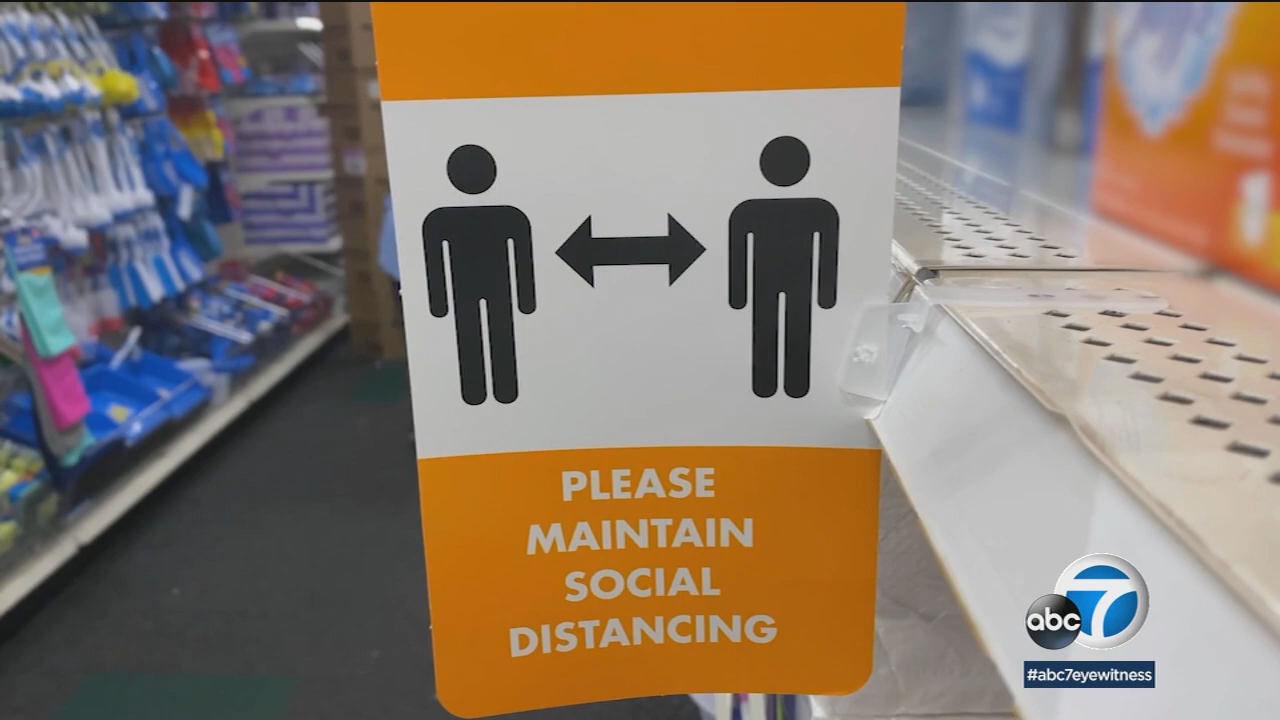 PLEASE
MAINTAIN
SOCIAL
DISTANCING
abc 7
#abc7eyewitness